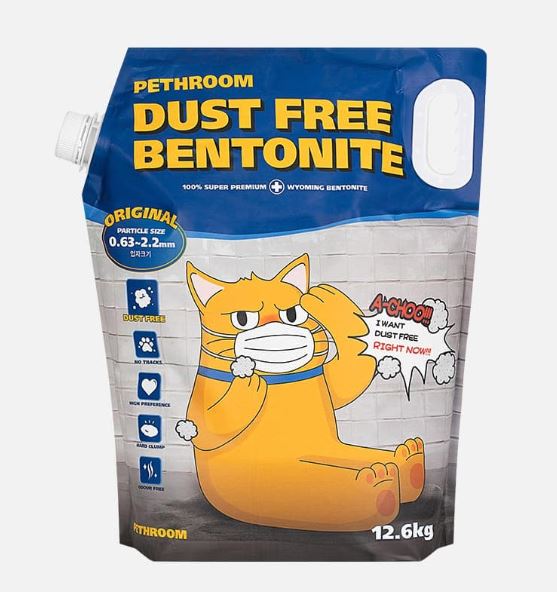 PETHROOM
DUST FREE
BENTONITE
100% SUPER PREMIUM WYOMING BENTONITE
ORIGINAL
PARTICLE SIZE
0.63~2.2mm
입자크기
DUST FREE
NO TRACKS
HIGH PREFERENCE
HARD CLUMP
ODOUR FREE
A-CHOO!!!
I WANT
DUST FREE
RIGHT NOW!!!
PETHROOM
12.6kg